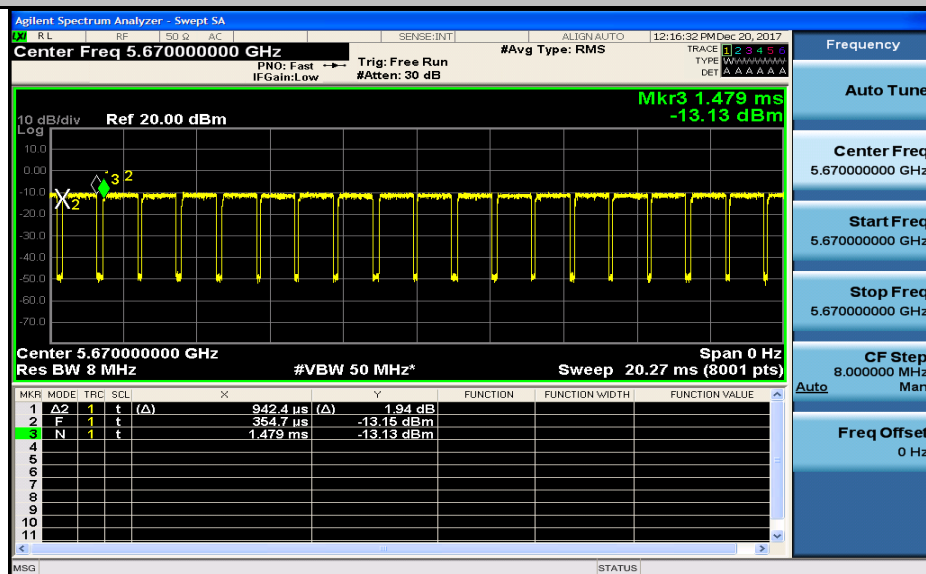 Agilent Spectrum Analyzer - Swept SA
LXI RL RF 50 Ω AC SENSE:INT ALIGN AUTO 12:16:32 PM Dec 20, 2017
Center Freq 5.670000000 GHz
PNO: Fast
IFGain:Low
Trig: Free Run
#Atten: 30 dB
#Avg Type: RMS
TRACE 1 2 3 4 5 6
TYPE WWWWWW
DET A A A A A A
Mkr3 1.479 ms
-13.13 dBm
10 dB/div Ref 20.00 dBm
Log
10.0
0.00
-10.0
-20.0
-30.0
-40.0
-50.0
-60.0
-70.0
3 2
X2
Center 5.670000000 GHz Span 0 Hz
Res BW 8 MHz #VBW 50 MHz* Sweep 20.27 ms (8001 pts)
MKR MODE TRC SCL X Y FUNCTION FUNCTION WIDTH FUNCTION VALUE
1 Δ2 1 t (Δ) 942.4 µs (Δ) 1.94 dB
2 F 1 t 354.7 µs -13.15 dBm
3 N 1 t 1.479 ms -13.13 dBm
4
5
6
7
8
9
10
11
MSG STATUS
Frequency
Auto Tune
Center Freq
5.670000000 GHz
Start Freq
5.670000000 GHz
Stop Freq
5.670000000 GHz
CF Step
8.000000 MHz
Auto Man
Freq Offset
0 Hz